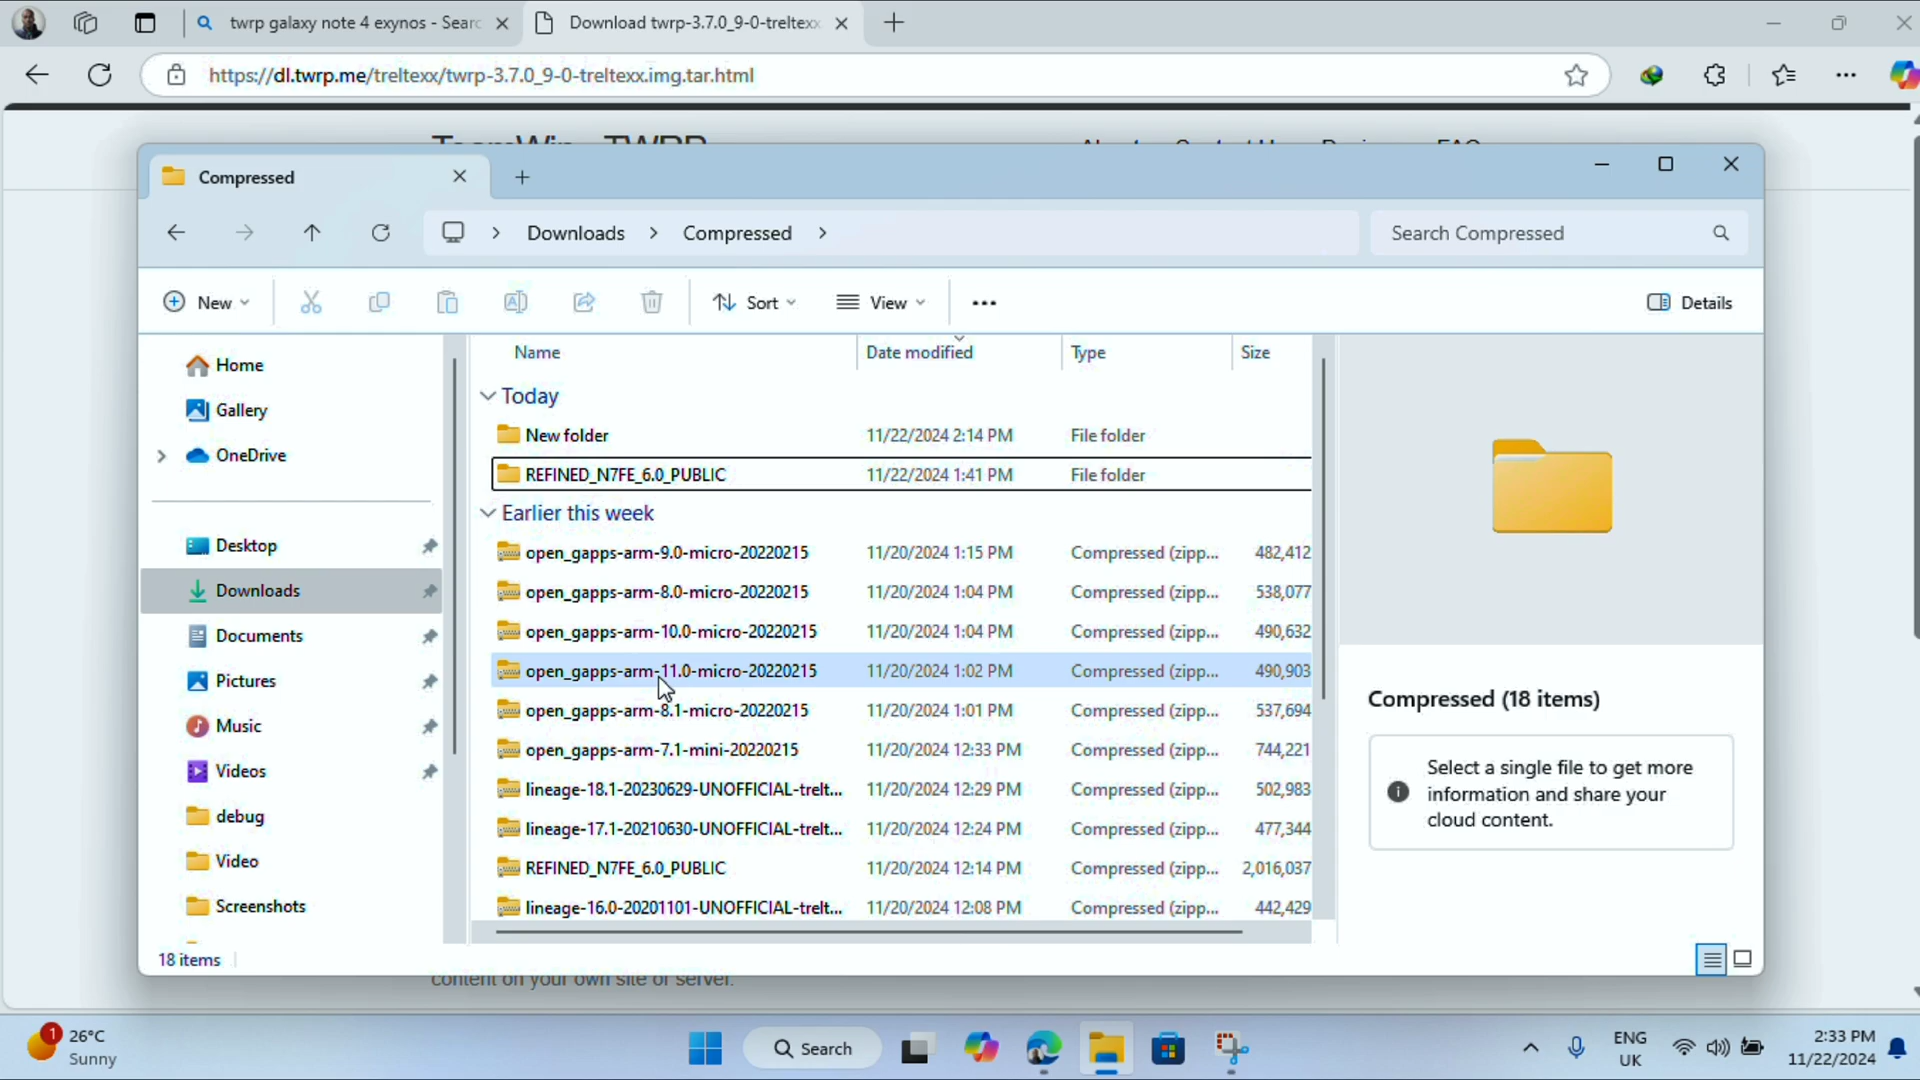 twrp galaxy note 4 exynos - Searc
Download twrp-3.7.0_9-0-treltexx
https://dl.twrp.me/treltexx/twrp-3.7.0_9-0-treltexx.img.tar.html
Compressed
Downloads > Compressed >
Search Compressed
New
Sort
View
Details
Home
Gallery
OneDrive
Desktop
Downloads
Documents
Pictures
Music
Videos
debug
Video
Screenshots
Name Date modified Type Size
Today
New folder 11/22/2024 2:14 PM File folder
REFINED_N7FE_6.0_PUBLIC 11/22/2024 1:41 PM File folder
Earlier this week
open_gapps-arm-9.0-micro-20220215 11/20/2024 1:15 PM Compressed (zipp... 482,412
open_gapps-arm-8.0-micro-20220215 11/20/2024 1:04 PM Compressed (zipp... 538,077
open_gapps-arm-10.0-micro-20220215 11/20/2024 1:04 PM Compressed (zipp... 490,632
open_gapps-arm-11.0-micro-20220215 11/20/2024 1:02 PM Compressed (zipp... 490,903
open_gapps-arm-8.1-micro-20220215 11/20/2024 1:01 PM Compressed (zipp... 537,694
open_gapps-arm-7.1-mini-20220215 11/20/2024 12:33 PM Compressed (zipp... 744,221
lineage-18.1-20230629-UNOFFICIAL-trelt... 11/20/2024 12:29 PM Compressed (zipp... 502,983
lineage-17.1-20210630-UNOFFICIAL-trelt... 11/20/2024 12:24 PM Compressed (zipp... 477,344
REFINED_N7FE_6.0_PUBLIC 11/20/2024 12:14 PM Compressed (zipp... 2,016,037
lineage-16.0-20201101-UNOFFICIAL-trelt... 11/20/2024 12:08 PM Compressed (zipp... 442,429
Compressed (18 items)
Select a single file to get more
information and share your
cloud content.
18 items
content on your own site or server.
1
26°C
Sunny
Search
ENG
UK
2:33 PM
11/22/2024